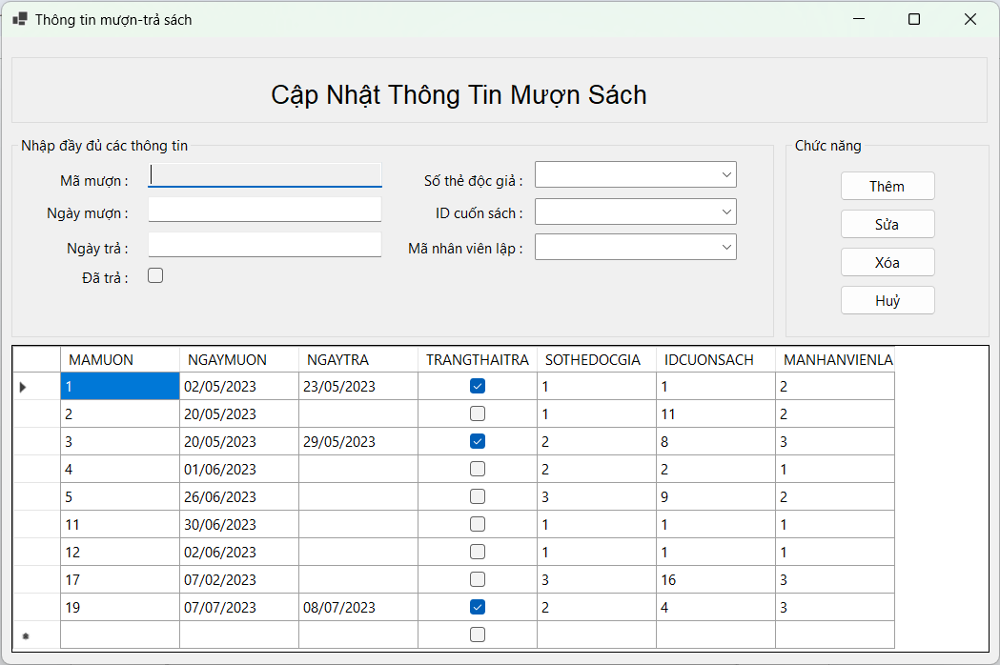 Thông tin mượn-trả sách
Cập Nhật Thông Tin Mượn Sách
Nhập đầy đủ các thông tin
Mã mượn :
Số thẻ độc giả :
Ngày mượn :
ID cuốn sách :
Ngày trả :
Mã nhân viên lập :
Đã trả :
Chức năng
Thêm
Sửa
Xóa
Huỷ
MAMUON NGAYMUON NGAYTRA TRANGTHAITRA SOTHEDOCGIA IDCUONSACH MANHANVIENLA
1 02/05/2023 23/05/2023 1 1 2
2 20/05/2023 1 11 2
3 20/05/2023 29/05/2023 2 8 3
4 01/06/2023 2 2 1
5 26/06/2023 3 9 2
11 30/06/2023 1 1 1
12 02/06/2023 1 1 1
17 07/02/2023 3 16 3
19 07/07/2023 08/07/2023 2 4 3